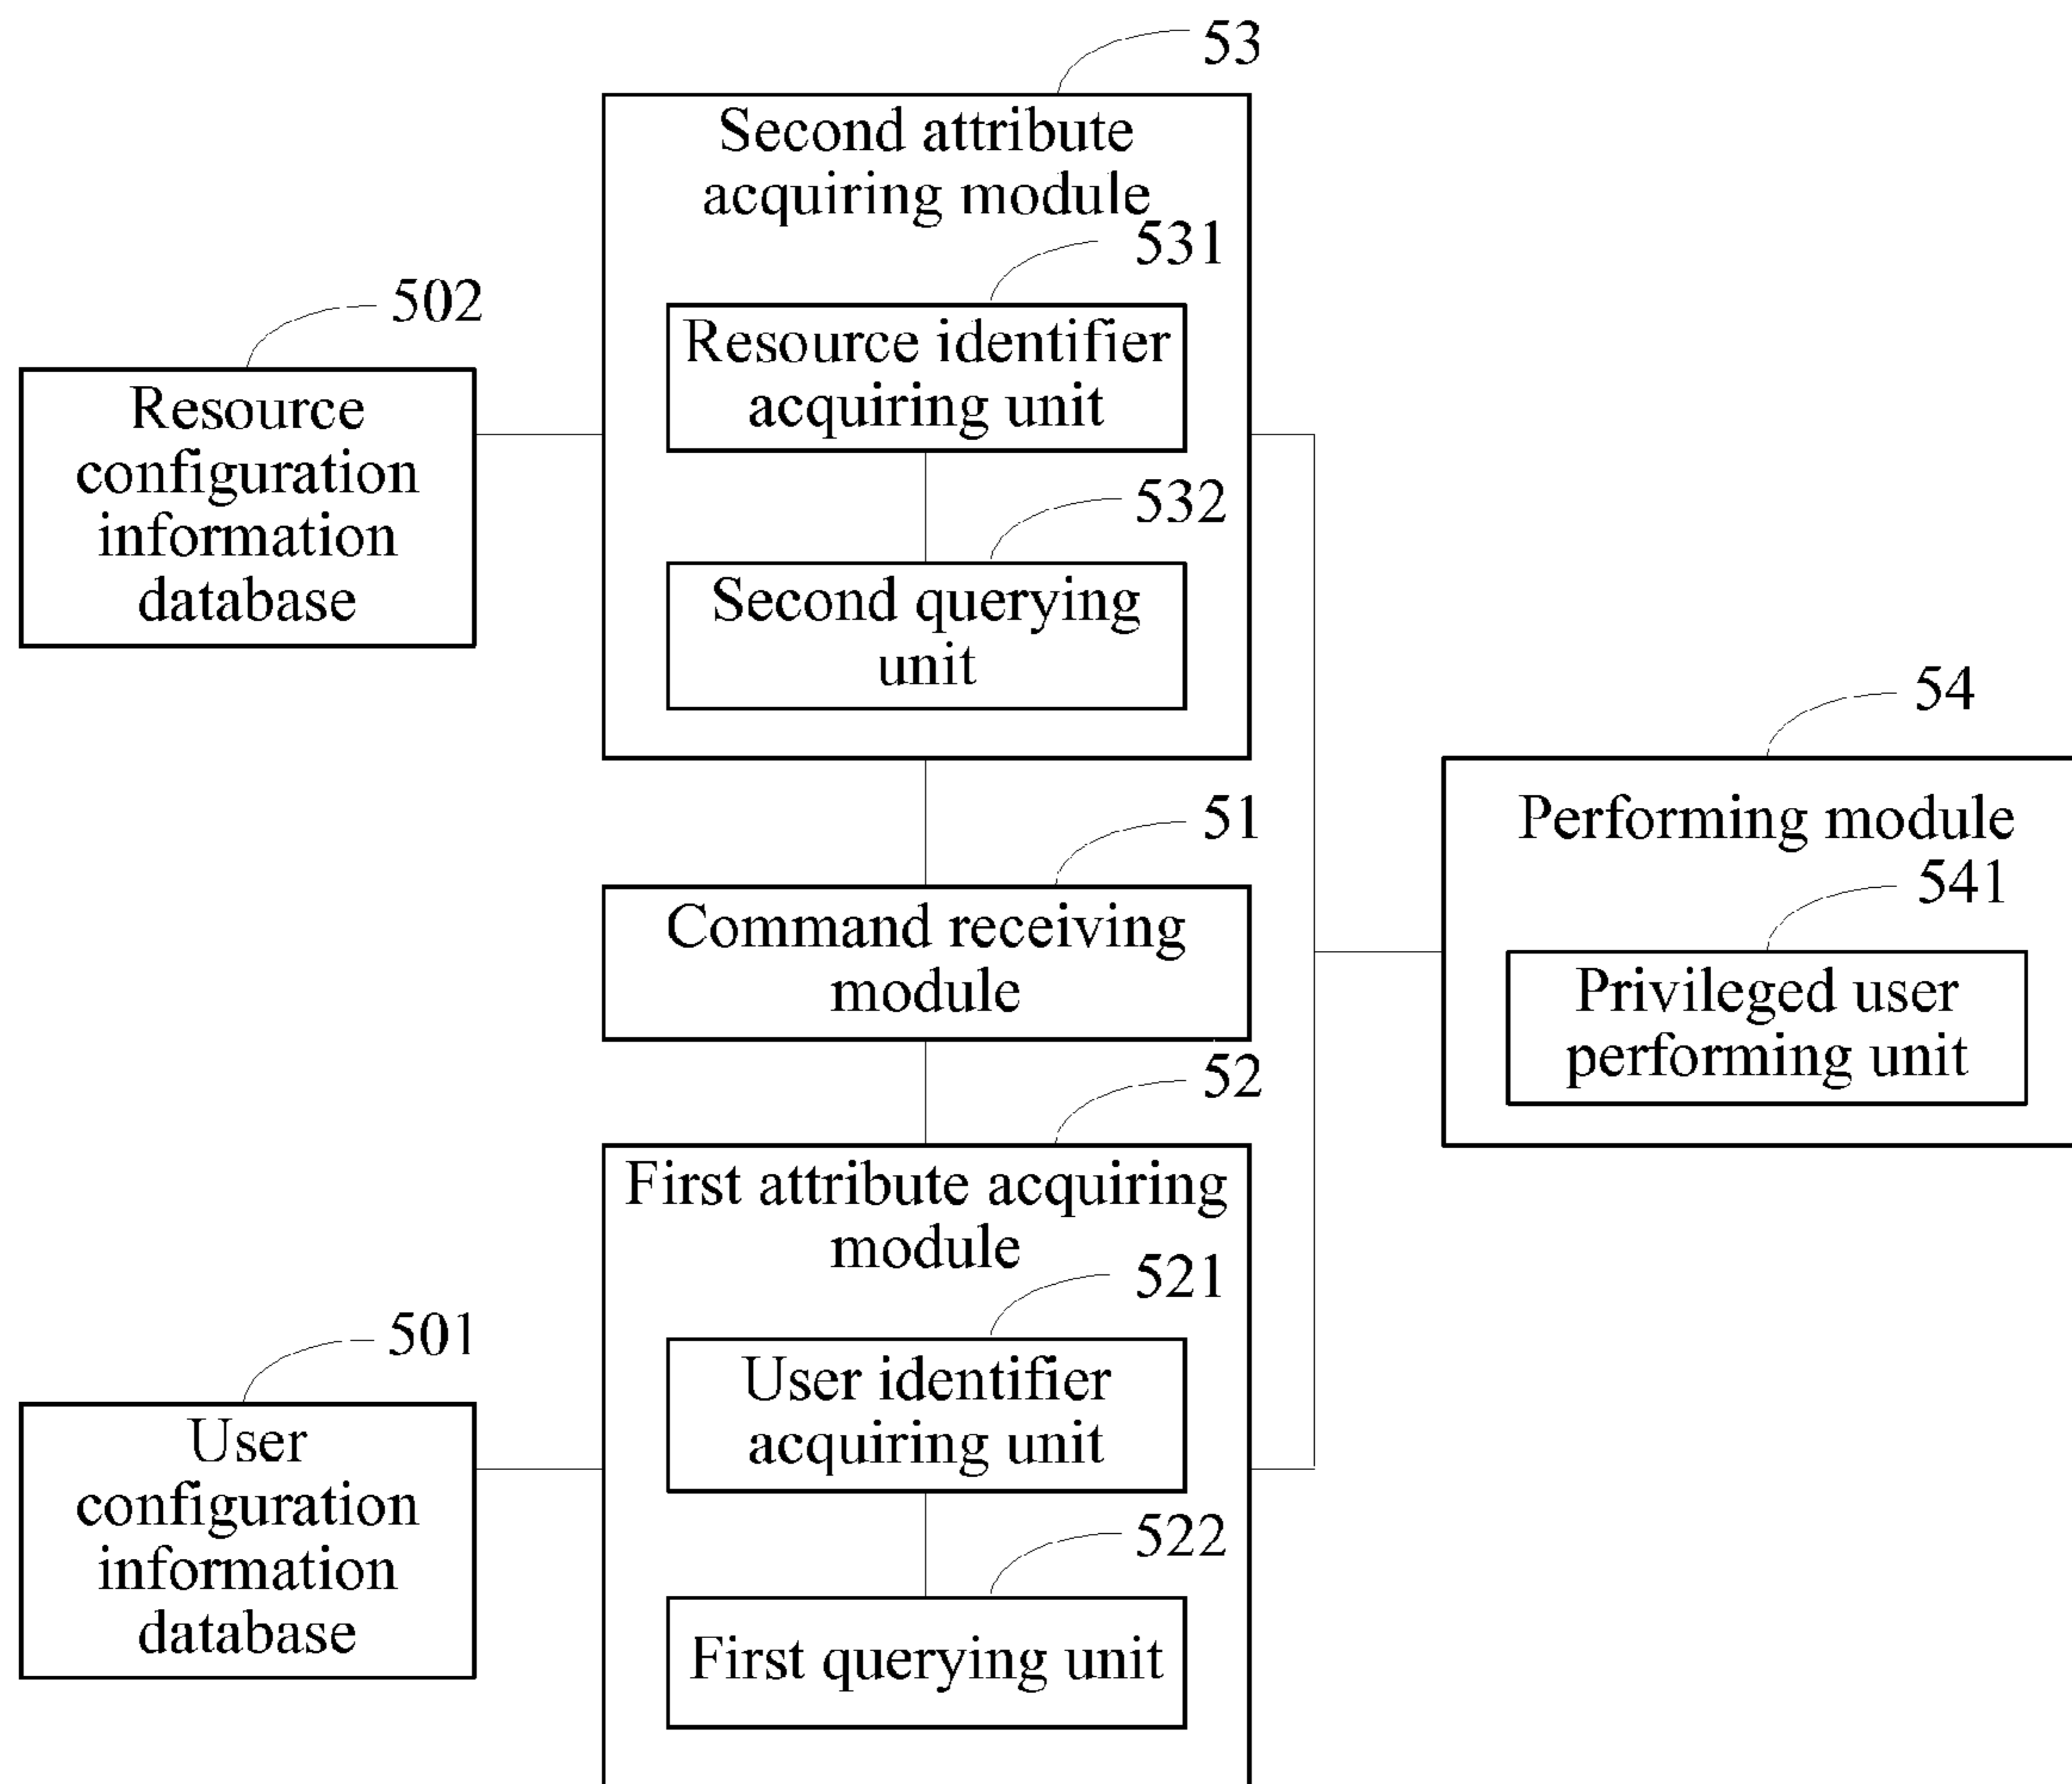 53
Second attribute
acquiring module
531
Resource identifier
acquiring unit
532
Second querying
unit
502
Resource
configuration
information
database
51
Command receiving
module
54
Performing module
541
Privileged user
performing unit
52
First attribute acquiring
module
521
User identifier
acquiring unit
522
First querying unit
501
User
configuration
information
database